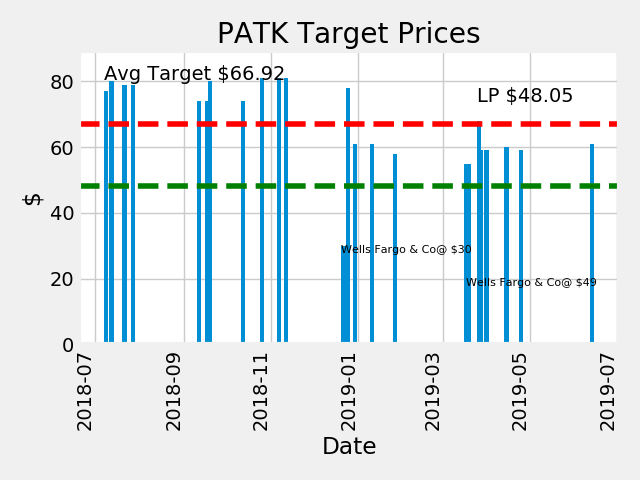 PATK Target Prices
Avg Target $66.92
LP $48.05
80
60
40
20
0
$
Wells Fargo & Co@ $30
Wells Fargo & Co@ $49
2018-07
2018-09
2018-11
2019-01
2019-03
2019-05
2019-07
Date